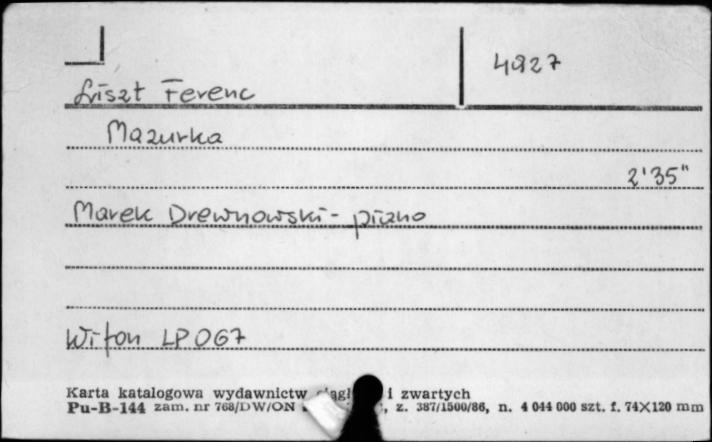 4927
Liszt Ferenc
Mazurka
2'35"
Marek Drewnowski - piano
Wifon LP 067
Karta katalogowa wydawnictw i zwartych
Pu-B-144 zam. nr 768/DW/ON z. 387/1500/86, n. 4 044 000 szt. f. 74X120 mm